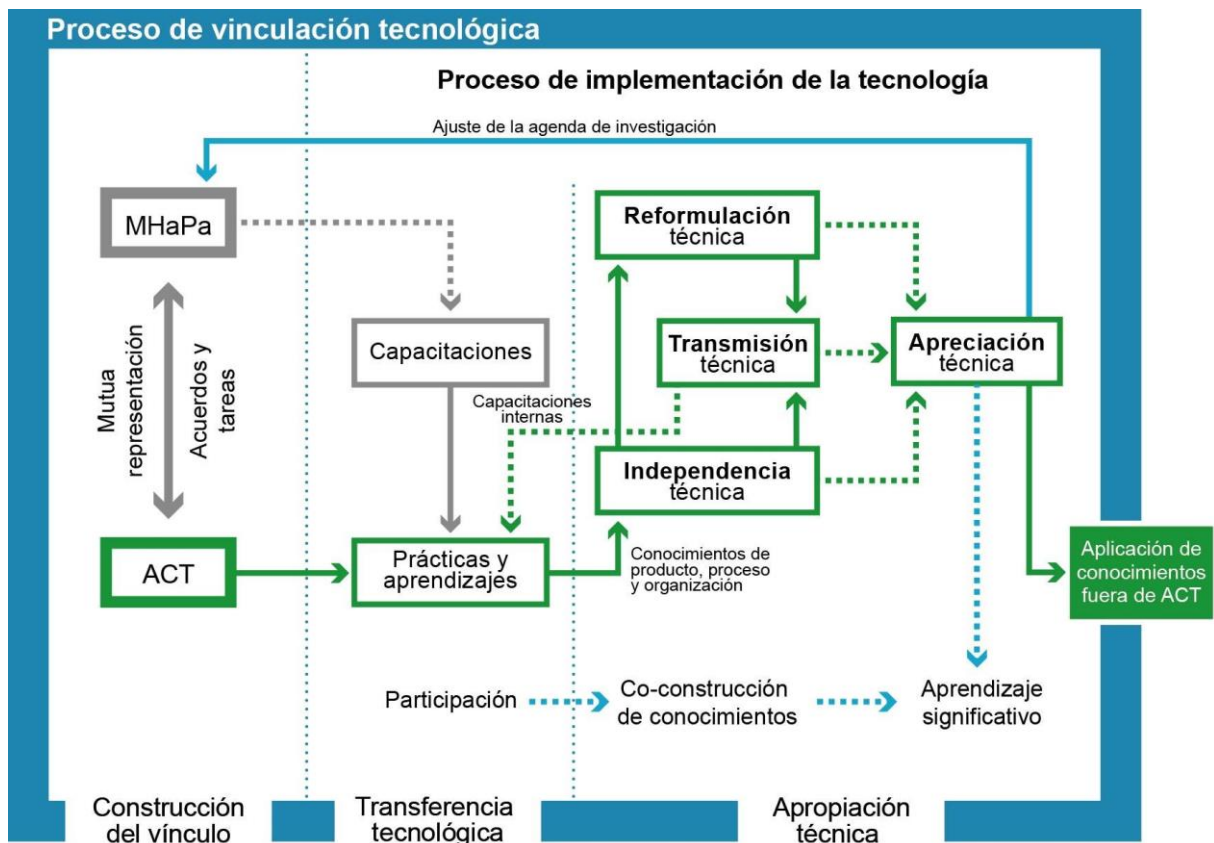 Proceso de vinculación tecnológica
Proceso de implementación de la tecnología
Ajuste de la agenda de investigación
MHaPa
Mutua
representación
Acuerdos y
tareas
ACT
Capacitaciones
Capacitaciones
internas
Prácticas y
aprendizajes
Reformulación
técnica
Transmisión
técnica
Apreciación
técnica
Independencia
técnica
Conocimientos de
producto, proceso
y organización
Aplicación de
conocimientos
fuera de ACT
Participación
Co-construcción
de conocimientos
Aprendizaje
significativo
Construcción
del vínculo
Transferencia
tecnológica
Apropiación
técnica